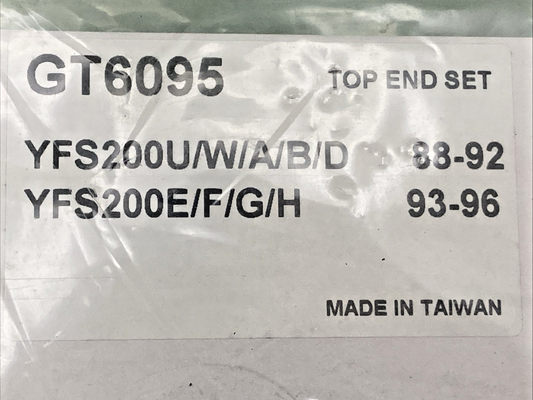 GT6095 TOP END SET
YFS200U/W/A/B/D 88-92
YFS200E/F/G/H 93-96
MADE IN TAIWAN